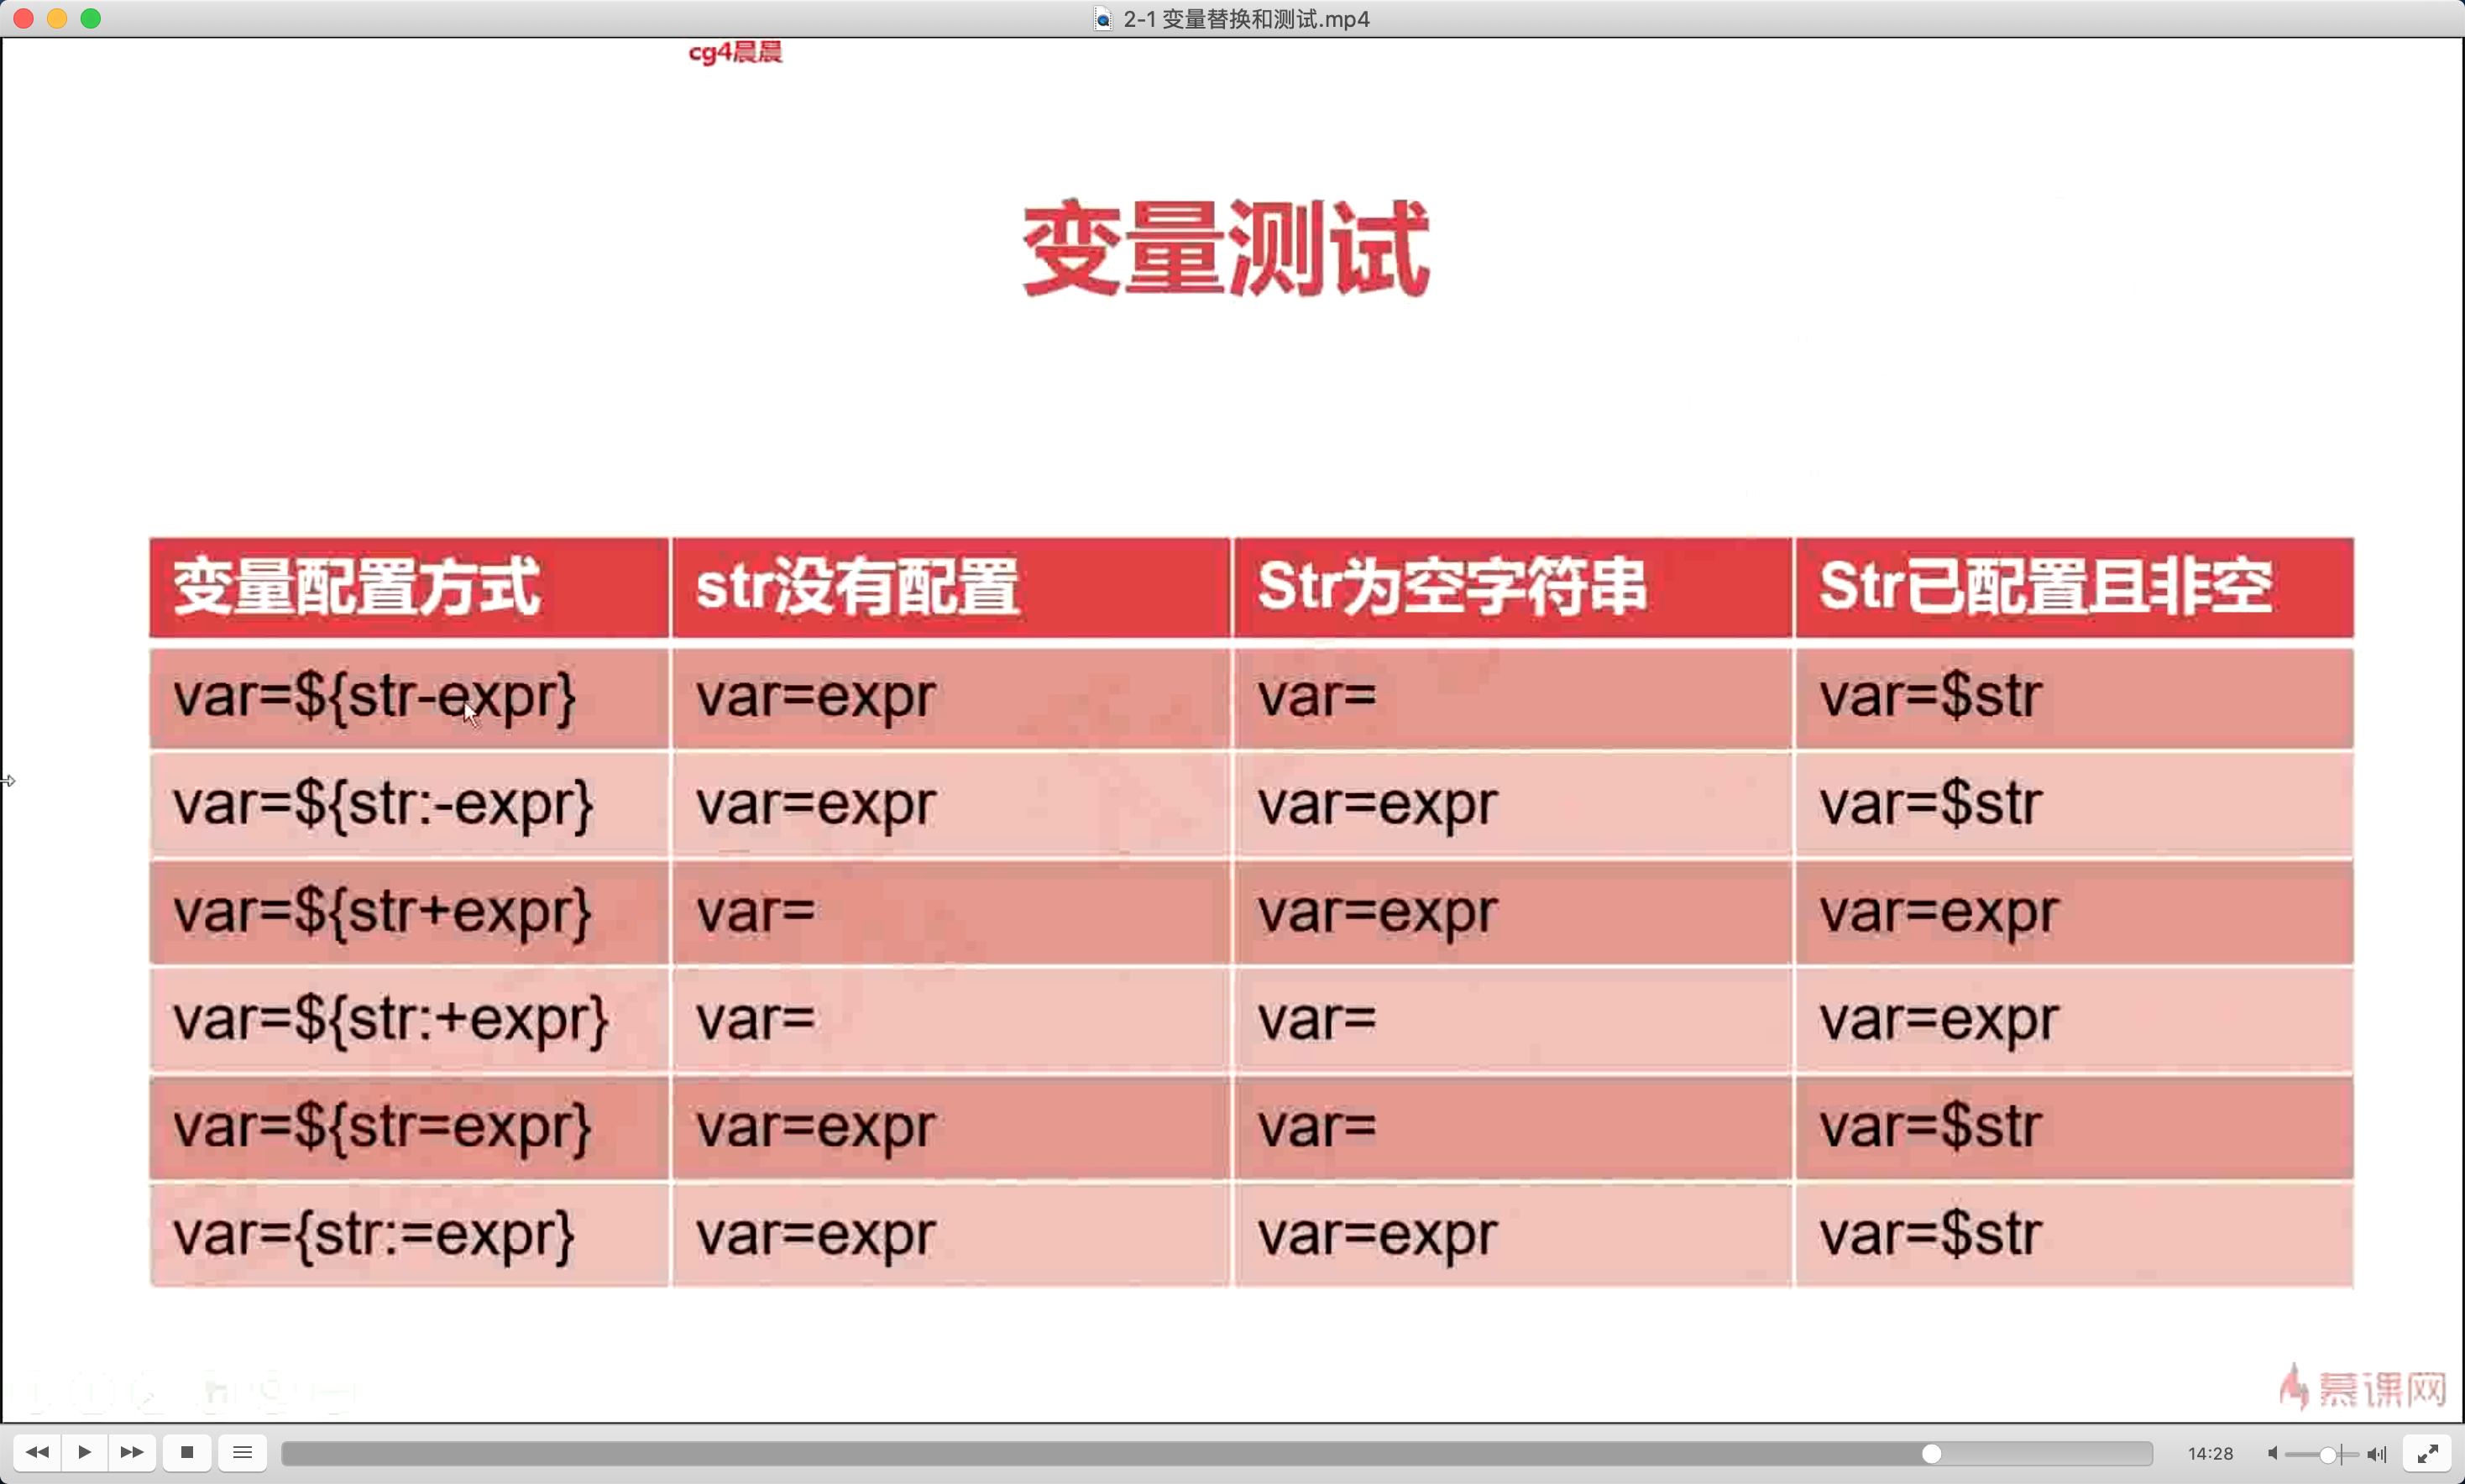 2-1 变量替换和测试.mp4
cg4晨晨
变量测试
变量配置方式 str没有配置 Str为空字符串 Str已配置且非空
var=${str-expr} var=expr var= var=$str
var=${str:-expr} var=expr var=expr var=$str
var=${str+expr} var= var=expr var=expr
var=${str:+expr} var= var= var=expr
var=${str=expr} var=expr var= var=$str
var={str:=expr} var=expr var=expr var=$str
慕课网
14:28